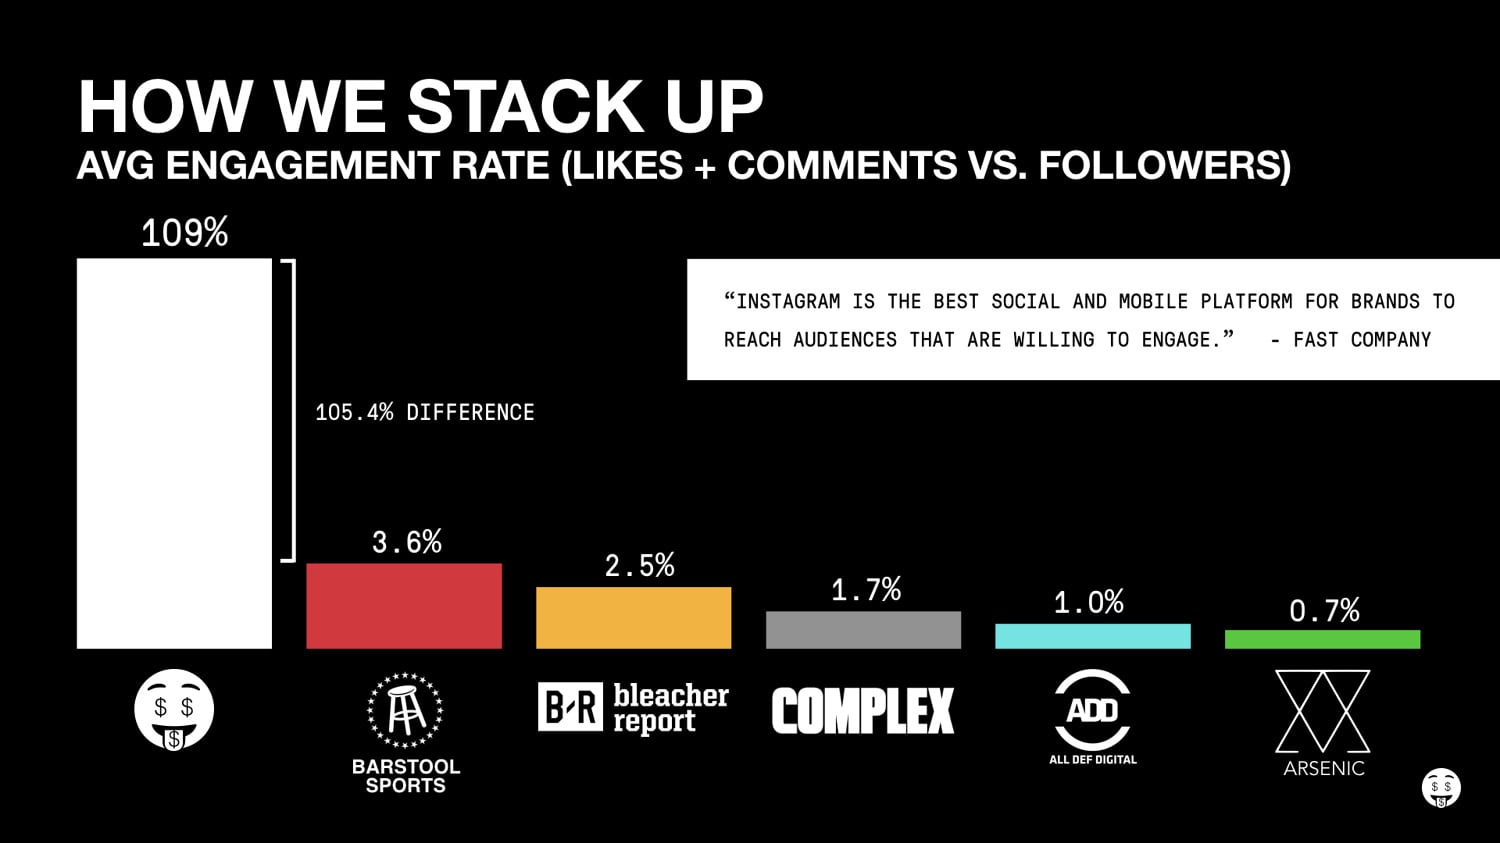 HOW WE STACK UP
AVG ENGAGEMENT RATE (LIKES + COMMENTS VS. FOLLOWERS)
109%
“INSTAGRAM IS THE BEST SOCIAL AND MOBILE PLATFORM FOR BRANDS TO
REACH AUDIENCES THAT ARE WILLING TO ENGAGE.” - FAST COMPANY
105.4% DIFFERENCE
3.6%
2.5%
1.7%
1.0%
0.7%
$ $
$
BARSTOOL
SPORTS
B-R bleacher
report
COMPLEX
ADD
ALL DEF DIGITAL
ARSENIC
$ $
$